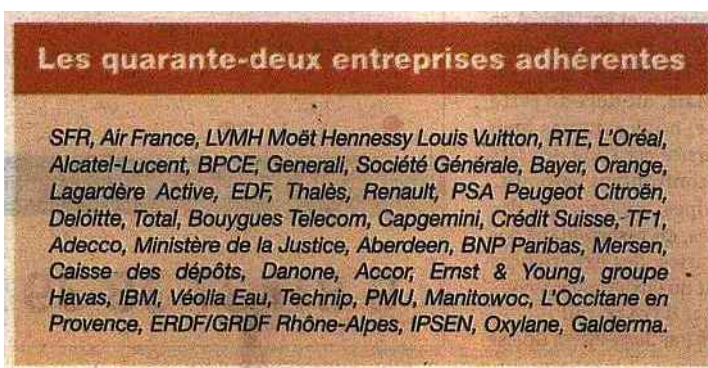 Les quarante-deux entreprises adhérentes
SFR, Air France, LVMH Moët Hennessy Louis Vuitton, RTE, L'Oréal,
Alcatel-Lucent, BPCE, Generali, Société Générale, Bayer, Orange,
Lagardère Active, EDF, Thalès, Renault, PSA Peugeot Citroën,
Deloitte, Total, Bouygues Telecom, Capgemini, Crédit Suisse, TF1,
Adecco, Ministère de la Justice, Aberdeen, BNP Paribas, Mersen,
Caisse des dépôts, Danone, Accor, Ernst & Young, groupe
Havas, IBM, Véolia Eau, Technip, PMU, Manitowoc, L'Occitane en
Provence, ERDF/GRDF Rhône-Alpes, IPSEN, Oxylane, Galderma.